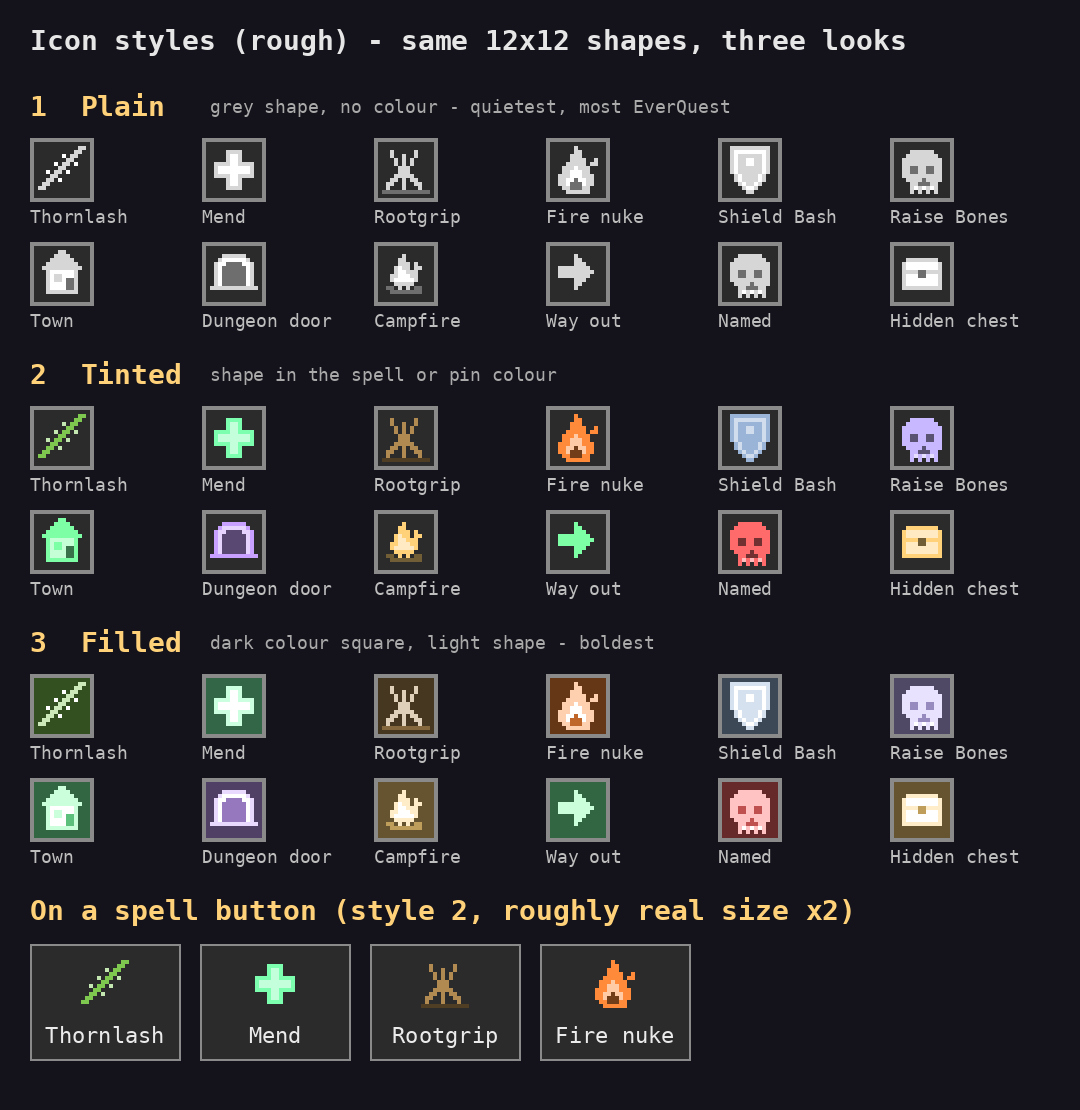 Icon styles (rough) - same 12x12 shapes, three looks
1 Plain grey shape, no colour - quietest, most EverQuest
Thornlash Mend Rootgrip Fire nuke Shield Bash Raise Bones
Town Dungeon door Campfire Way out Named Hidden chest
2 Tinted shape in the spell or pin colour
Thornlash Mend Rootgrip Fire nuke Shield Bash Raise Bones
Town Dungeon door Campfire Way out Named Hidden chest
3 Filled dark colour square, light shape - boldest
Thornlash Mend Rootgrip Fire nuke Shield Bash Raise Bones
Town Dungeon door Campfire Way out Named Hidden chest
On a spell button (style 2, roughly real size x2)
Thornlash Mend Rootgrip Fire nuke